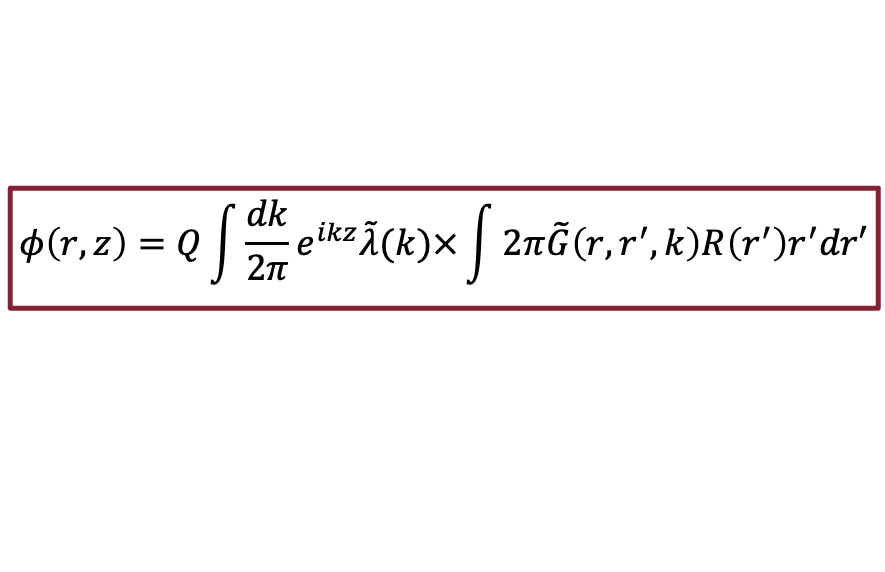 ϕ(r, z) = Q ∫ dk/2π e^{ikz} λ̃(k)× ∫ 2πG̃(r, r′, k)R(r′)r′dr′